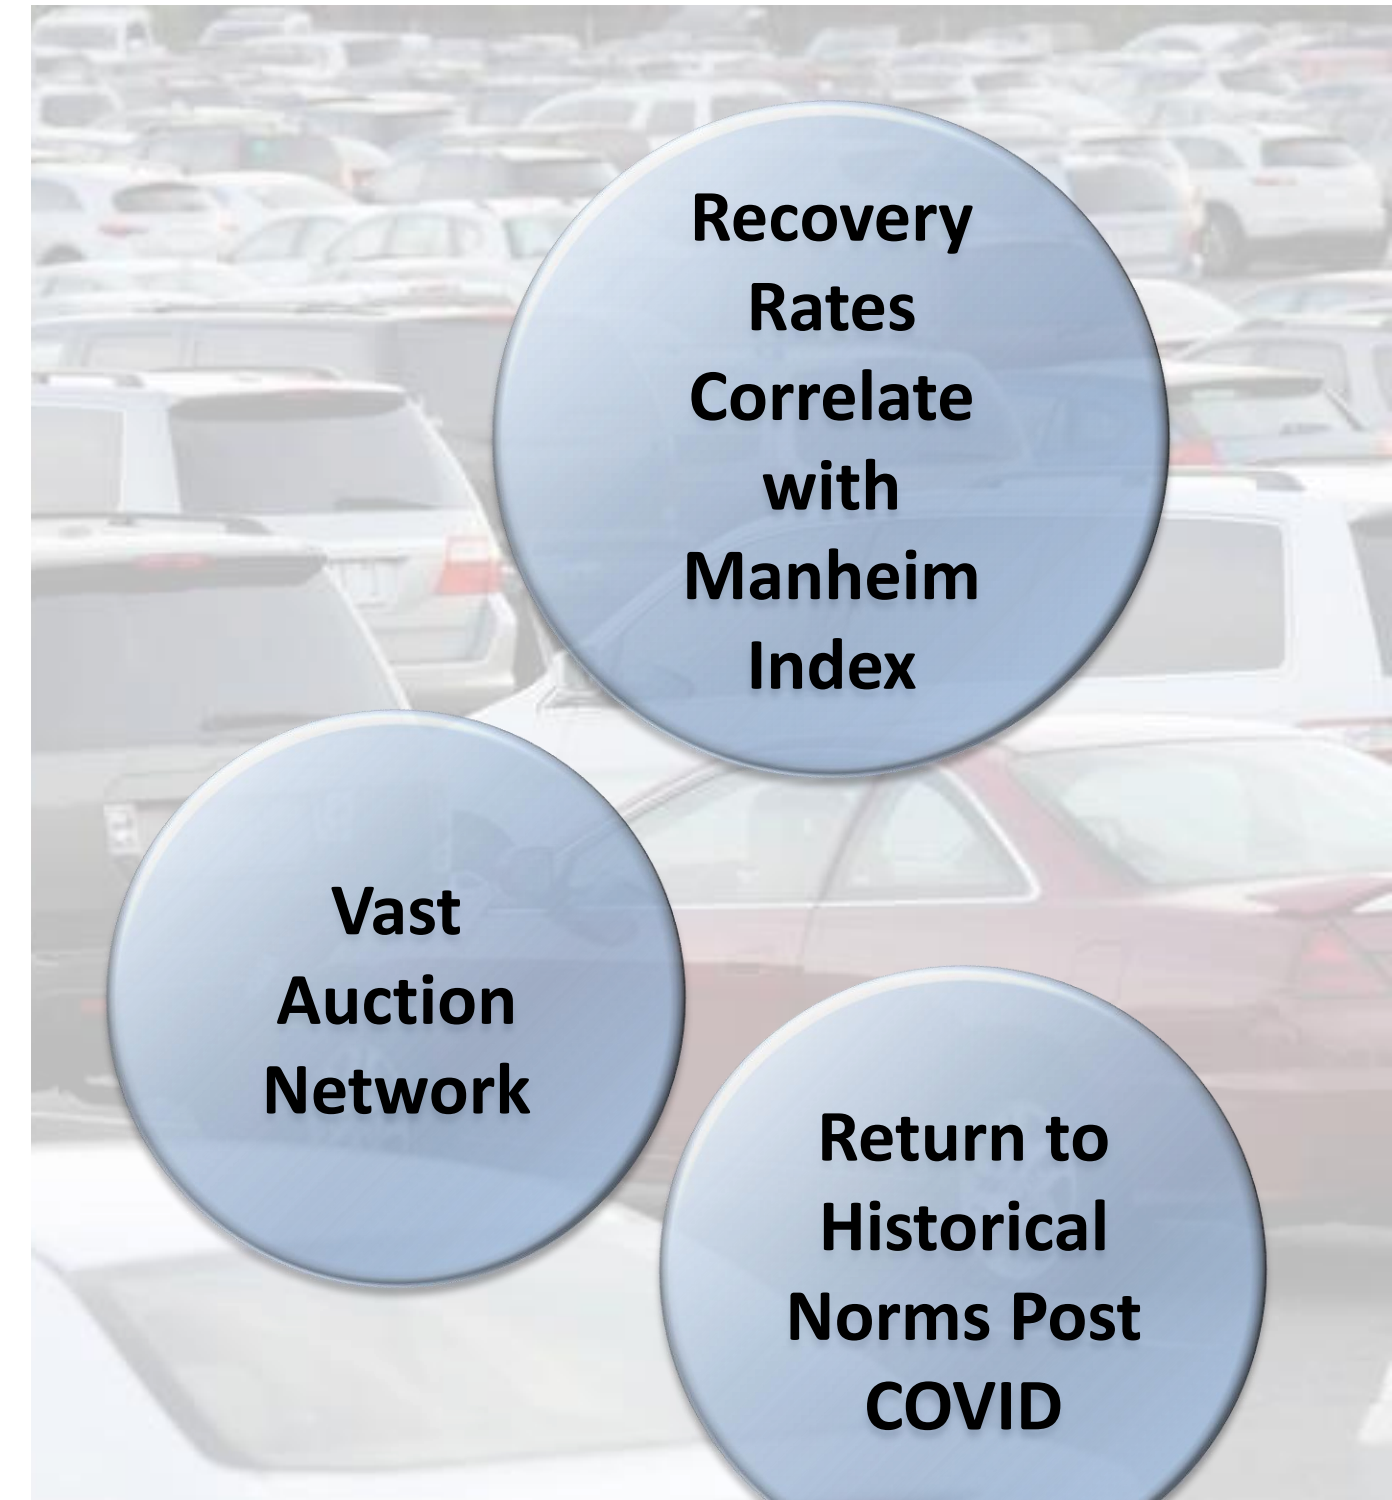 Recovery
Rates
Correlate
with
Manheim
Index
Vast
Auction
Network
Return to
Historical
Norms Post
COVID